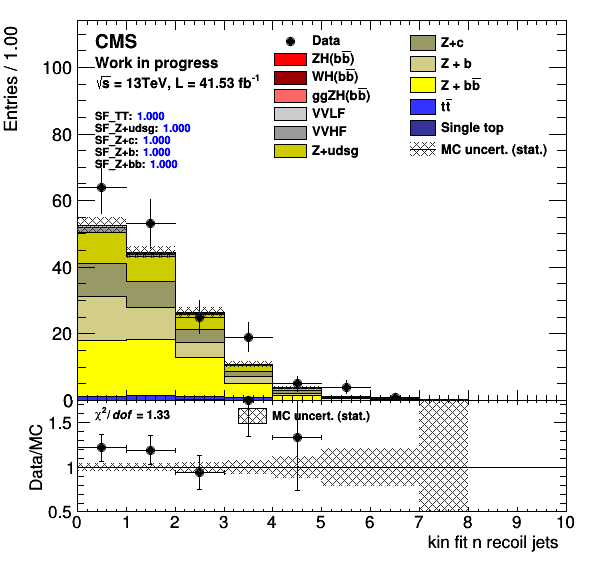 CMS
Work in progress
√s = 13TeV, L = 41.53 fb⁻¹
SF_TT: 1.000
SF_Z+udsg: 1.000
SF_Z+c: 1.000
SF_Z+b: 1.000
SF_Z+bb: 1.000
Data
ZH(bb̅)
WH(bb̅)
ggZH(bb̅)
VVLF
VVHF
Z+udsg
Z+c
Z + b
Z + bb̅
tt̅
Single top
MC uncert. (stat.)
Entries / 1.00
100
80
60
40
20
0
χ²/dof = 1.33
MC uncert. (stat.)
Data/MC
1.5
1
0.5
0 1 2 3 4 5 6 7 8 9 10
kin fit n recoil jets